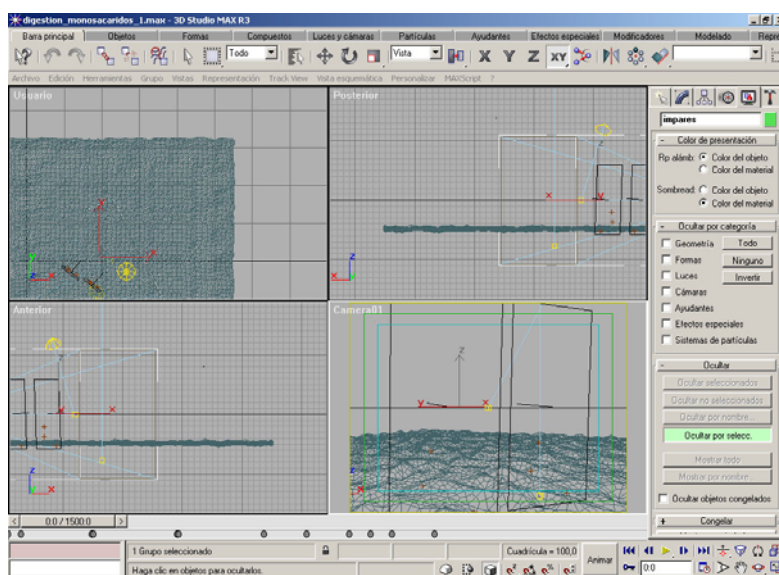 digestion_monosacaridos_1.max - 3D Studio MAX R3
Barra principal Objetos Formas Compuestos Luces y cámaras Partículas Ayudantes Efectos especiales Modificadores Modelado Repre
Todo Vista X Y Z XY
Archivo Edición Herramientas Grupo Vistas Representación Track View Vista esquemática Personalizar MAXScript ?
Usuario Posterior
impares
Color de presentación
Rp alámb: Color del objeto
Color del material
Sombread: Color del objeto
Color del material
Ocultar por categoría
Geometría Todo
Formas Ninguno
Luces Invertir
Cámaras
Ayudantes
Efectos especiales
Sistemas de partículas
Anterior Camera01
Ocultar
Ocultar seleccionados
Ocultar no seleccionados
Ocultar por nombre...
Ocultar por selecc.
Mostrar todo
Mostrar por nombre...
Ocultar objetos congelados
Congelar
0:0 / 1500:0
1 Grupo seleccionado Cuadrícula = 100,0 Animar
Haga clic en objetos para ocultarlos. 0:0